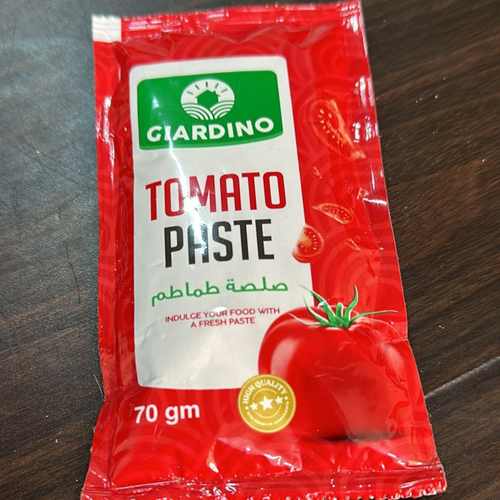 GIARDINO
TOMATO
PASTE
صلصة طماطم
INDULGE YOUR FOOD WITH
A FRESH PASTE
70 gm
HIGH QUALITY